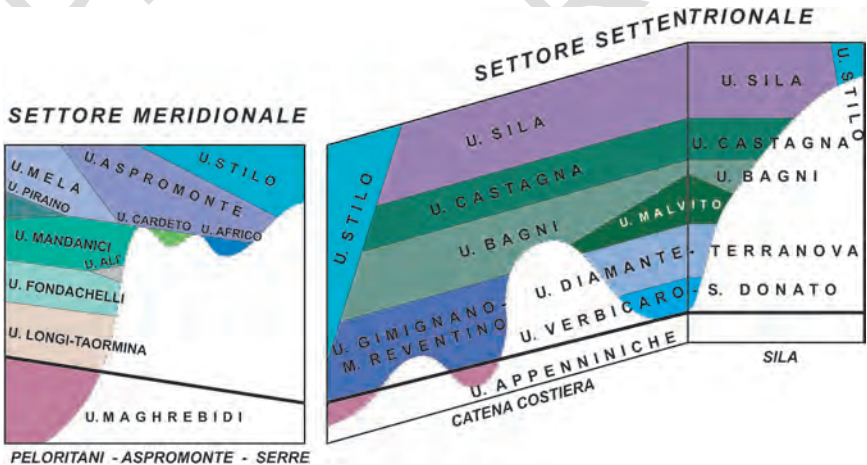 SETTORE MERIDIONALE
U. MELA
U. PIRAINO
U. ASPROMONTE
U. STILO
U. CARDETO
U. AFRICO
U. MANDANICI
U. ALI'
U. FONDACHELLI
U. LONGI-TAORMINA
U. MAGHREBIDI
PELORITANI - ASPROMONTE - SERRE
SETTORE SETTENTRIONALE
U. STILO
U. SILA
U. CASTAGNA
U. BAGNI
U. MALVITO
U. DIAMANTE - TERRANOVA
U. GIMIGNANO-
M. REVENTINO
U. VERBICARO - S. DONATO
U. APPENNINICHE
CATENA COSTIERA
U. SILA
U. STILO
U. CASTAGNA
U. BAGNI
SILA